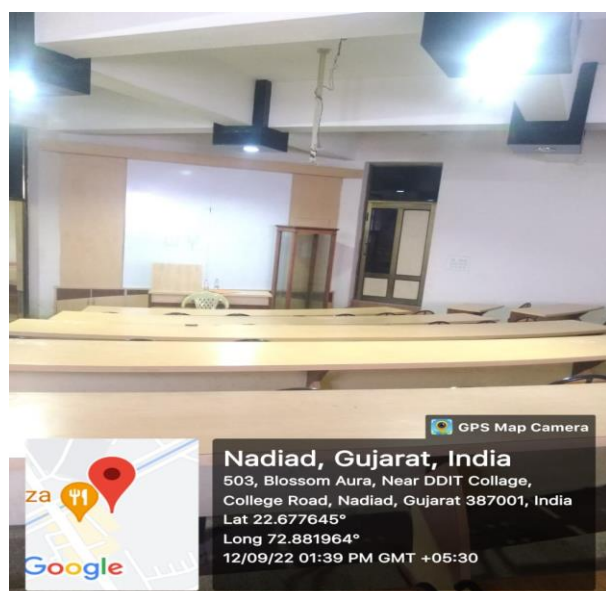 GPS Map Camera
Nadiad, Gujarat, India
503, Blossom Aura, Near DDIT Collage,
College Road, Nadiad, Gujarat 387001, India
Lat 22.677645°
Long 72.881964°
12/09/22 01:39 PM GMT +05:30
za
Google